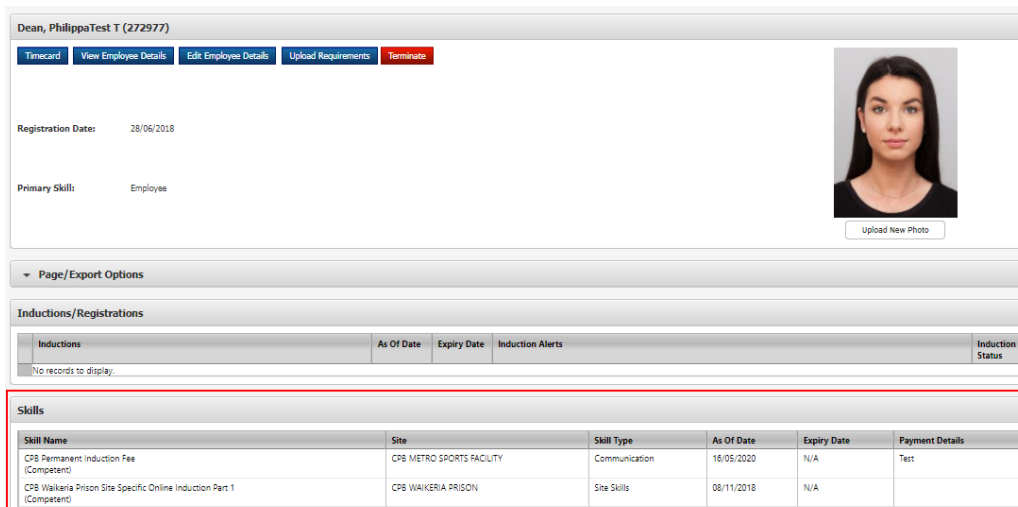 Dean, PhilippaTest T (272977)
Timecard View Employee Details Edit Employee Details Upload Requirements Terminate
Registration Date: 28/06/2018
Primary Skill: Employee
Upload New Photo
Page/Export Options
Inductions/Registrations
Inductions As Of Date Expiry Date Induction Alerts Induction Status
No records to display.
Skills
Skill Name Site Skill Type As Of Date Expiry Date Payment Details
CPB Permanent Induction Fee CPB METRO SPORTS FACILITY Communication 16/05/2020 N/A Test
(Competent)
CPB Waikeria Prison Site Specific Online Induction Part 1 CPB WAIKERIA PRISON Site Skills 08/11/2018 N/A
(Competent)